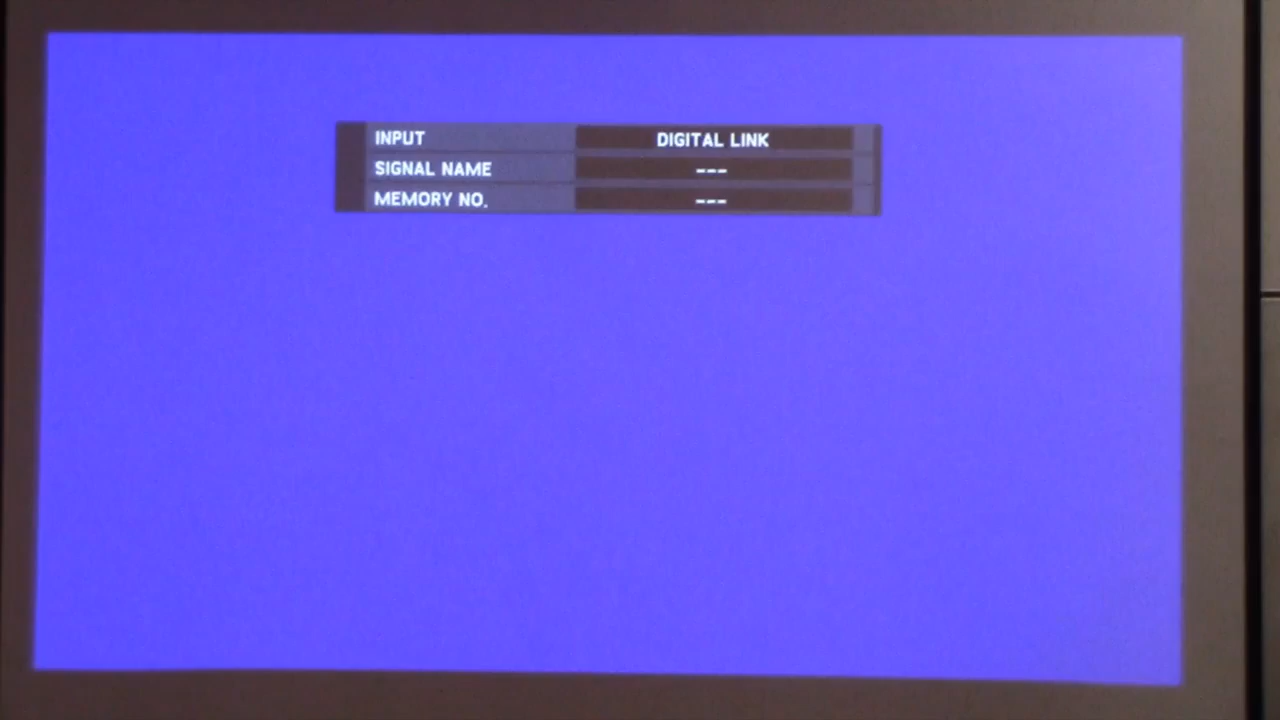 INPUT DIGITAL LINK
SIGNAL NAME ---
MEMORY NO. ---